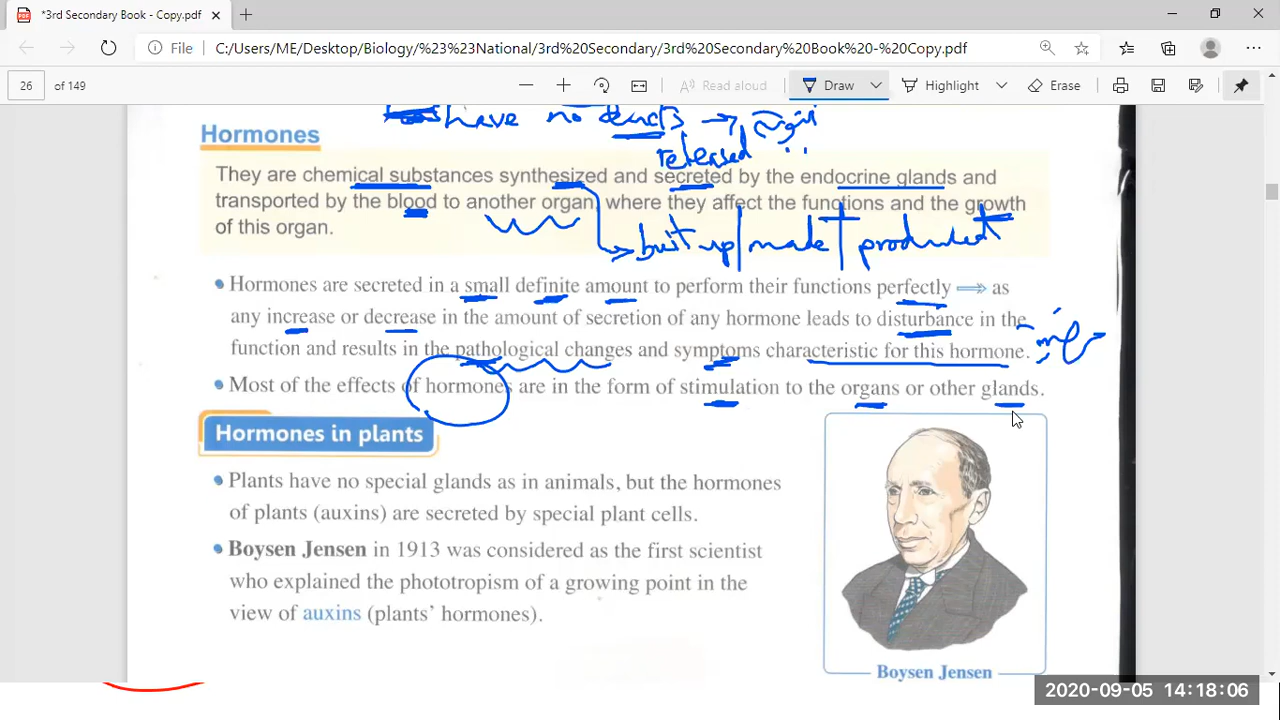 *3rd Secondary Book - Copy.pdf
File C:/Users/ME/Desktop/Biology/%23%23National/3rd%20Secondary/3rd%20Secondary%20Book%20-%20Copy.pdf
26 of 149 Read aloud Draw Highlight Erase
have no ducts →
released
Hormones
They are chemical substances synthesized and secreted by the endocrine glands and
transported by the blood to another organ, where they affect the functions and the growth
of this organ.
built up | made | produced
• Hormones are secreted in a small definite amount to perform their functions perfectly ⇒ as
any increase or decrease in the amount of secretion of any hormone leads to disturbance in the
function and results in the pathological changes and symptoms characteristic for this hormone.
• Most of the effects of hormones are in the form of stimulation to the organs or other glands.
Hormones in plants
• Plants have no special glands as in animals, but the hormones
of plants (auxins) are secreted by special plant cells.
• Boysen Jensen in 1913 was considered as the first scientist
who explained the phototropism of a growing point in the
view of auxins (plants' hormones).
Boysen Jensen
2020-09-05 14:18:06